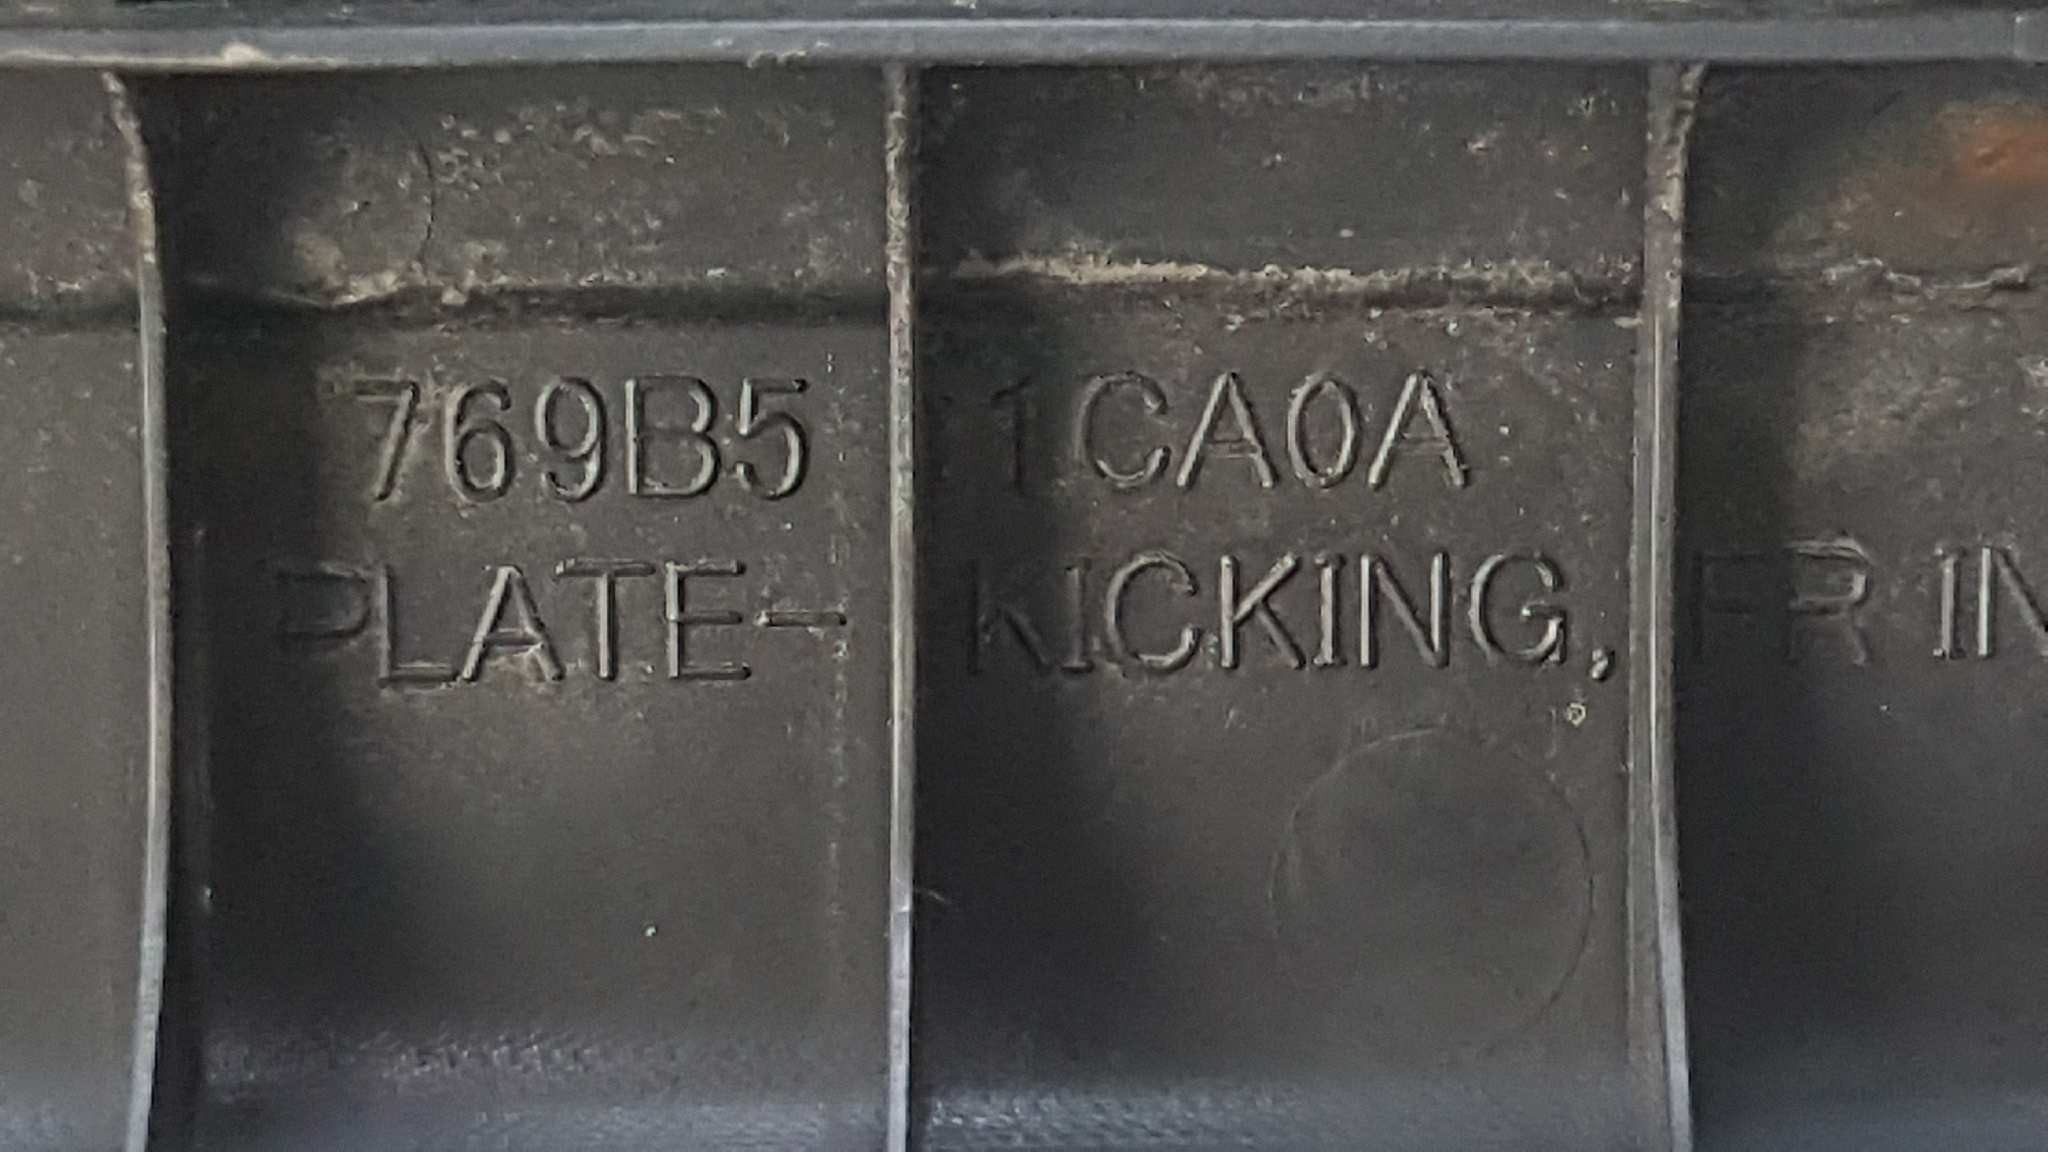 769B5 1CA0A
PLATE-KICKING, FR IN